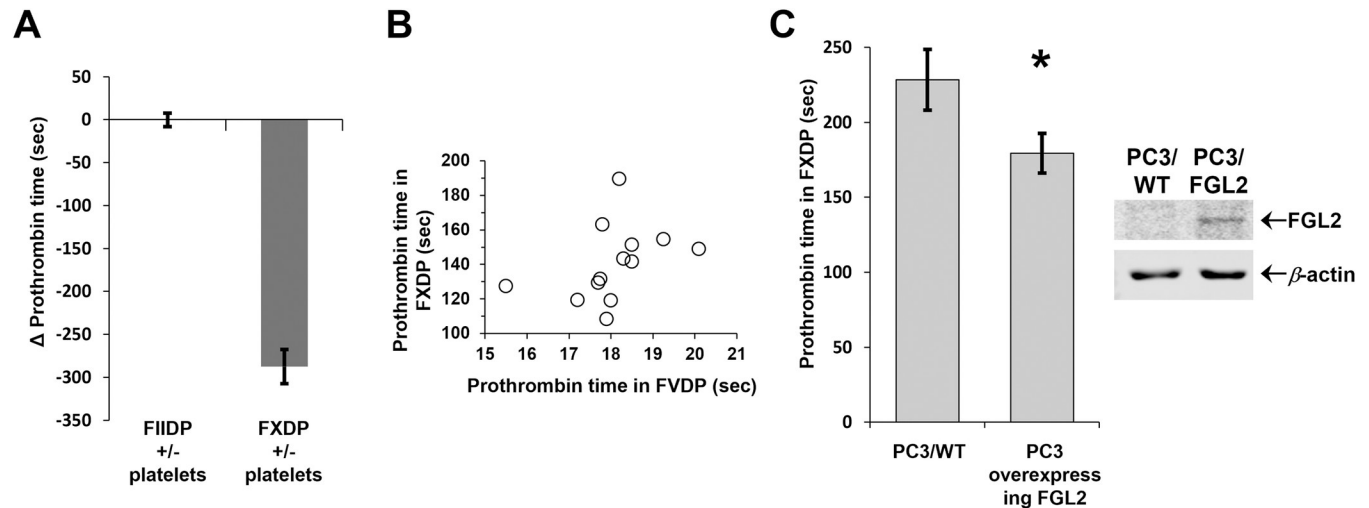 A
Δ Prothrombin time (sec)
50
0
-50
-100
-150
-200
-250
-300
-350
FIIDP
+/-
platelets
FXDP
+/-
platelets
B
Prothrombin time in
FXDP (sec)
200
180
160
140
120
100
15 16 17 18 19 20 21
Prothrombin time in FVDP (sec)
C
Prothrombin time in FXDP (sec)
250
200
150
100
50
0
*
PC3/WT
PC3
overexpress
ing FGL2
PC3/
WT
PC3/
FGL2
←FGL2
←β-actin